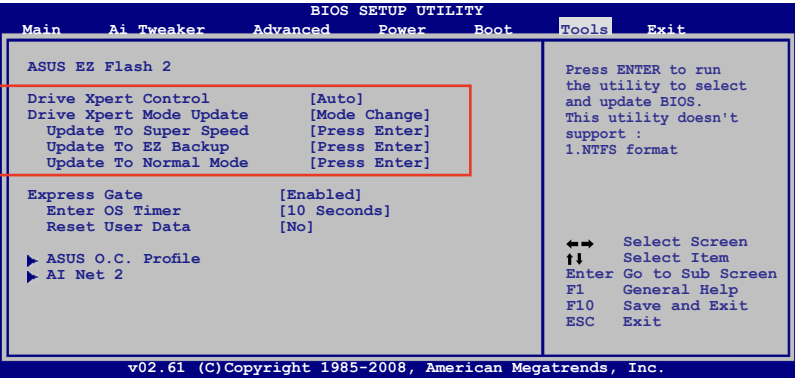 BIOS SETUP UTILITY
Main Ai Tweaker Advanced Power Boot Tools Exit
ASUS EZ Flash 2
Drive Xpert Control [Auto]
Drive Xpert Mode Update [Mode Change]
Update To Super Speed [Press Enter]
Update To EZ Backup [Press Enter]
Update To Normal Mode [Press Enter]
Express Gate [Enabled]
Enter OS Timer [10 Seconds]
Reset User Data [No]
ASUS O.C. Profile
AI Net 2
Press ENTER to run
the utility to select
and update BIOS.
This utility doesn't
support :
1.NTFS format
Select Screen
Select Item
Enter Go to Sub Screen
F1 General Help
F10 Save and Exit
ESC Exit
v02.61 (C)Copyright 1985-2008, American Megatrends, Inc.